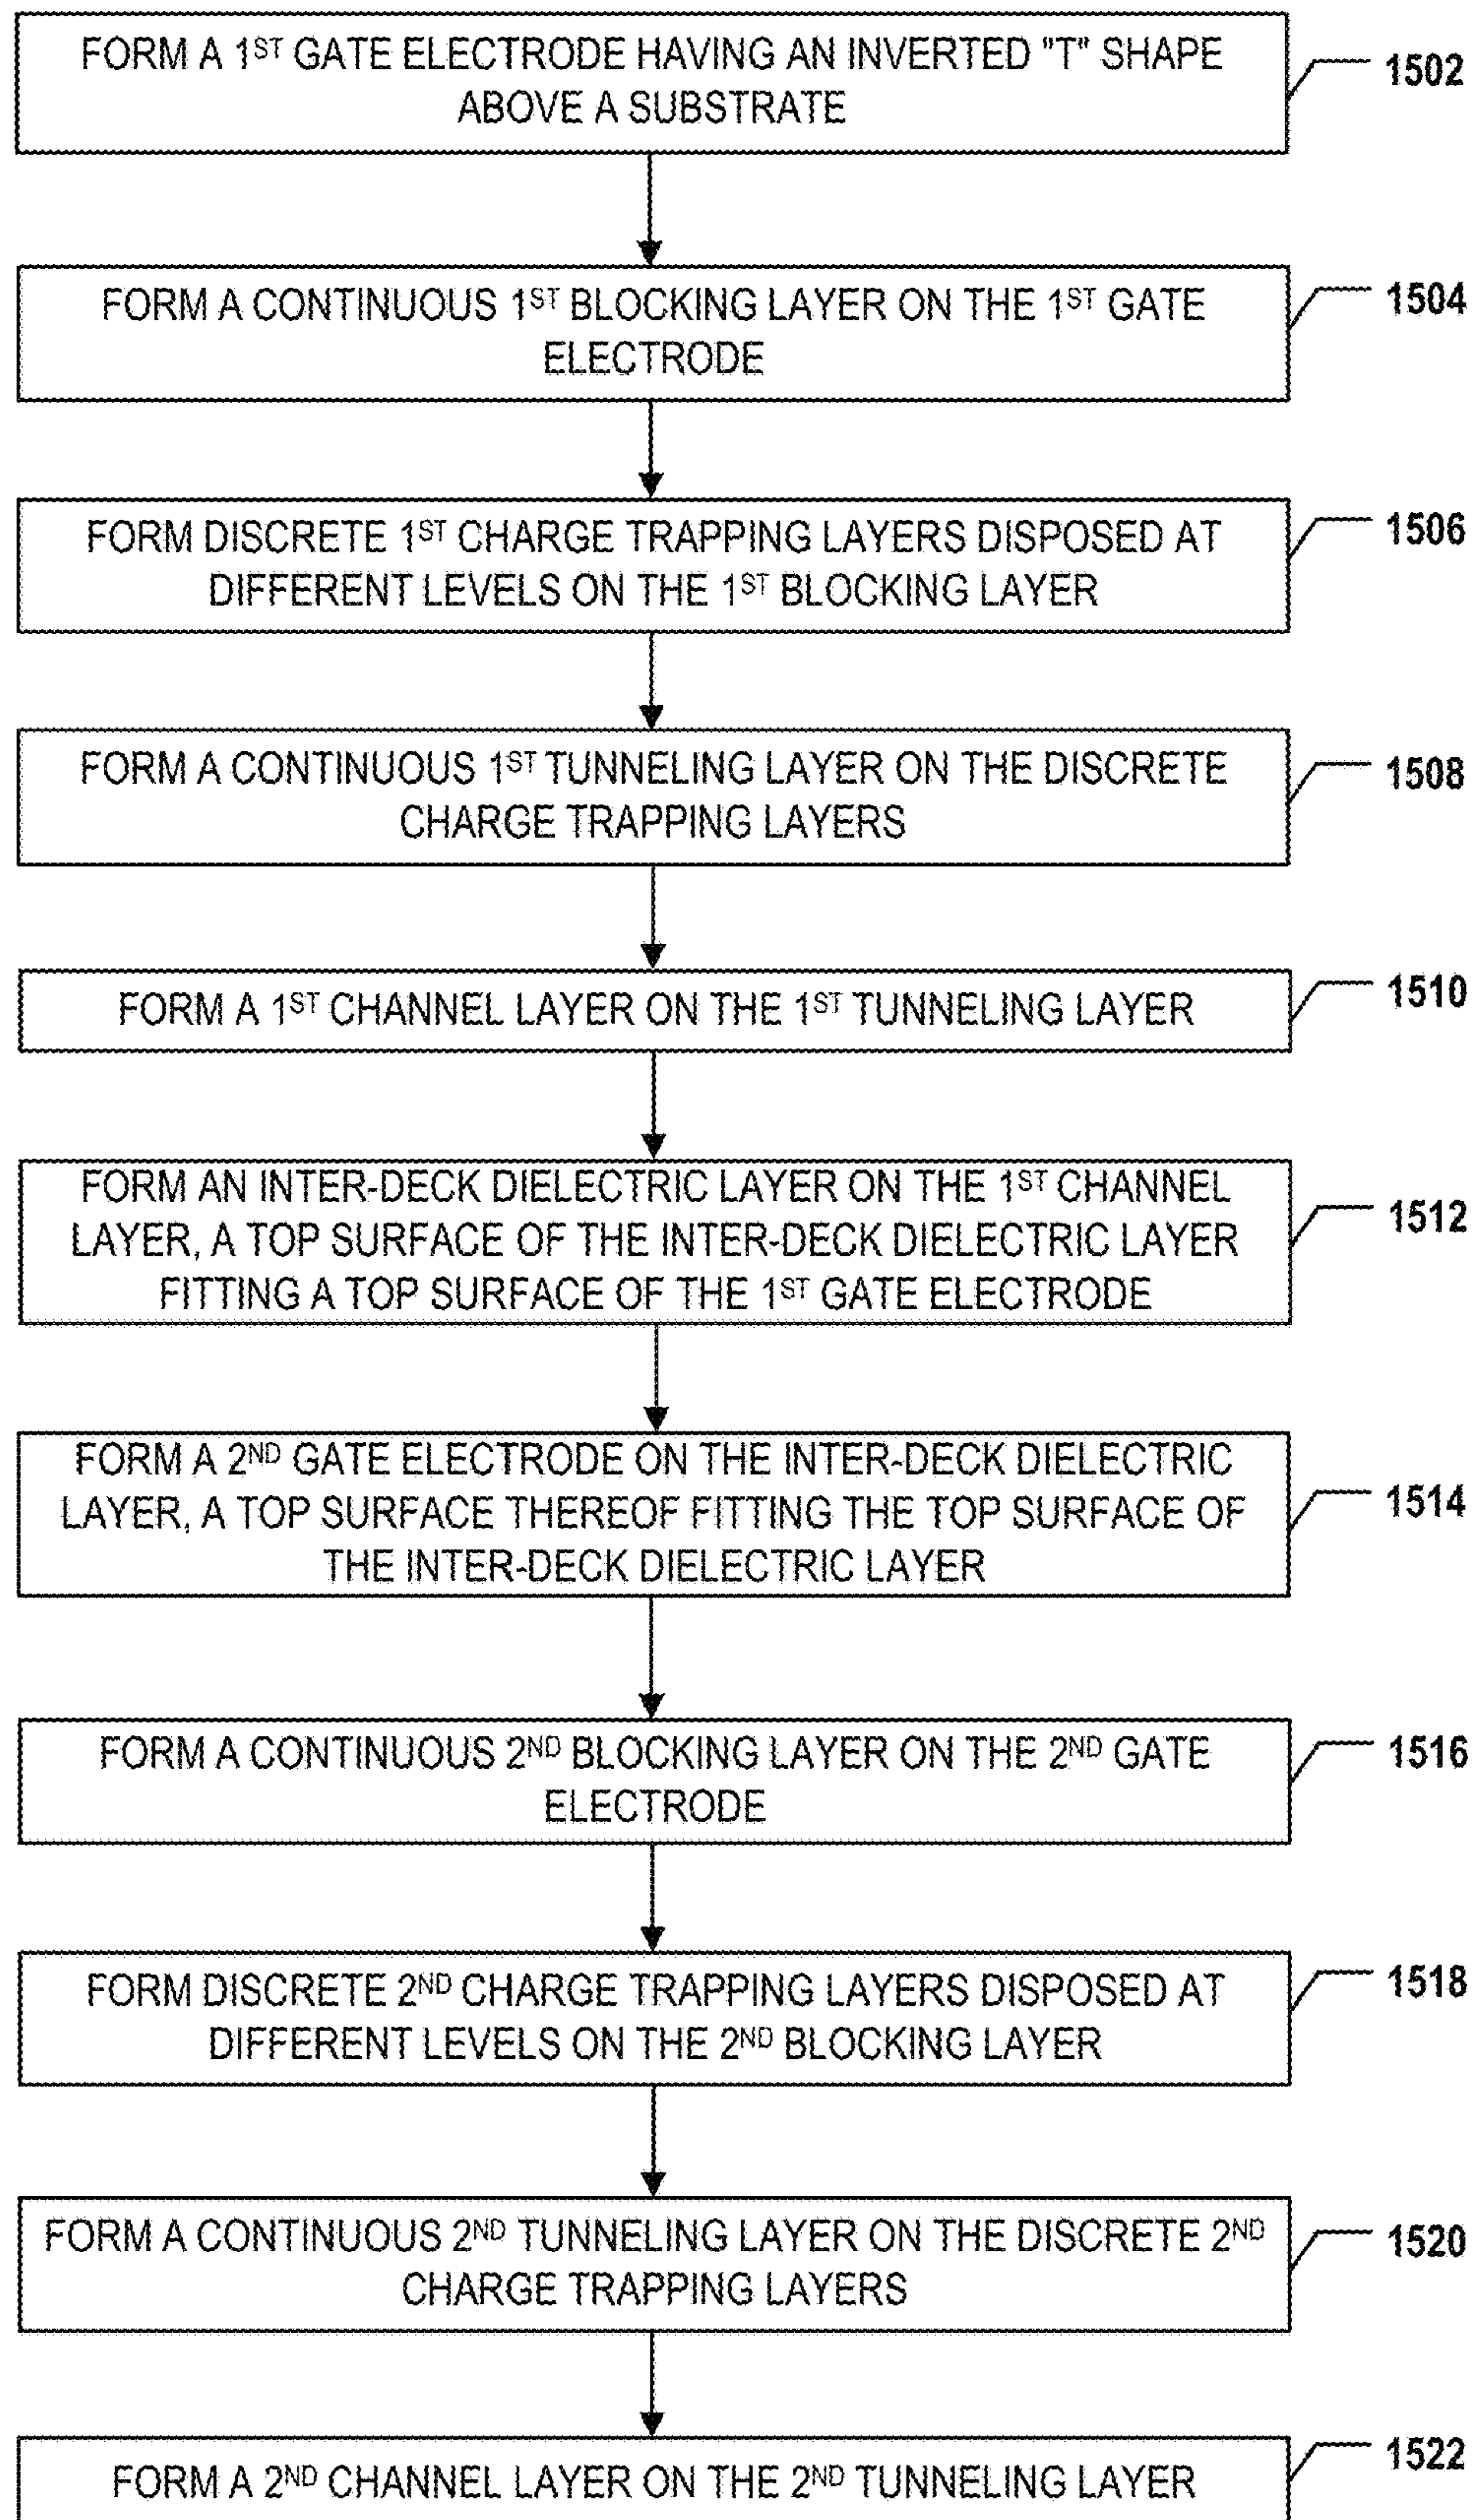 FORM A 1ST GATE ELECTRODE HAVING AN INVERTED "T" SHAPE
ABOVE A SUBSTRATE
1502
FORM A CONTINUOUS 1ST BLOCKING LAYER ON THE 1ST GATE
ELECTRODE
1504
FORM DISCRETE 1ST CHARGE TRAPPING LAYERS DISPOSED AT
DIFFERENT LEVELS ON THE 1ST BLOCKING LAYER
1506
FORM A CONTINUOUS 1ST TUNNELING LAYER ON THE DISCRETE
CHARGE TRAPPING LAYERS
1508
FORM A 1ST CHANNEL LAYER ON THE 1ST TUNNELING LAYER
1510
FORM AN INTER-DECK DIELECTRIC LAYER ON THE 1ST CHANNEL
LAYER, A TOP SURFACE OF THE INTER-DECK DIELECTRIC LAYER
FITTING A TOP SURFACE OF THE 1ST GATE ELECTRODE
1512
FORM A 2ND GATE ELECTRODE ON THE INTER-DECK DIELECTRIC
LAYER, A TOP SURFACE THEREOF FITTING THE TOP SURFACE OF
THE INTER-DECK DIELECTRIC LAYER
1514
FORM A CONTINUOUS 2ND BLOCKING LAYER ON THE 2ND GATE
ELECTRODE
1516
FORM DISCRETE 2ND CHARGE TRAPPING LAYERS DISPOSED AT
DIFFERENT LEVELS ON THE 2ND BLOCKING LAYER
1518
FORM A CONTINUOUS 2ND TUNNELING LAYER ON THE DISCRETE 2ND
CHARGE TRAPPING LAYERS
1520
FORM A 2ND CHANNEL LAYER ON THE 2ND TUNNELING LAYER
1522